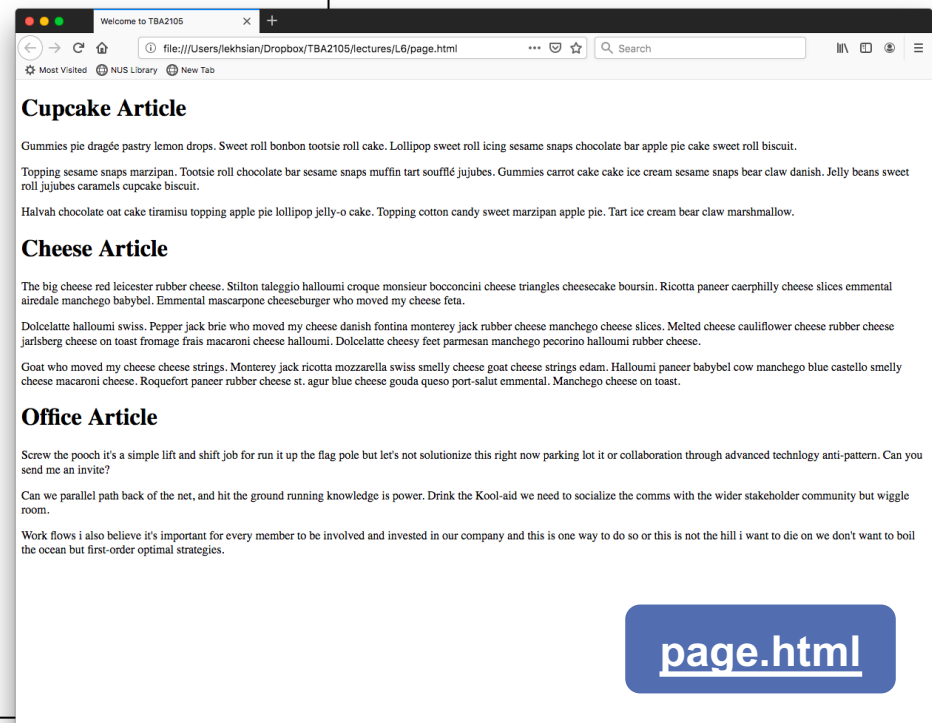 Welcome to TBA2105
file:///Users/lekhsian/Dropbox/TBA2105/lectures/L6/page.html
Search
Most Visited
NUS Library
New Tab
Cupcake Article
Gummies pie dragée pastry lemon drops. Sweet roll bonbon tootsie roll cake. Lollipop sweet roll icing sesame snaps chocolate bar apple pie cake sweet roll biscuit.
Topping sesame snaps marzipan. Tootsie roll chocolate bar sesame snaps muffin tart soufflé jujubes. Gummies carrot cake cake ice cream sesame snaps bear claw danish. Jelly beans sweet
roll jujubes caramels cupcake biscuit.
Halvah chocolate oat cake tiramisu topping apple pie lollipop jelly-o cake. Topping cotton candy sweet marzipan apple pie. Tart ice cream bear claw marshmallow.
Cheese Article
The big cheese red leicester rubber cheese. Stilton taleggio halloumi croque monsieur bocconcini cheese triangles cheesecake boursin. Ricotta paneer caerphilly cheese slices emmental
airedale manchego babybel. Emmental mascarpone cheeseburger who moved my cheese feta.
Dolcelatte halloumi swiss. Pepper jack brie who moved my cheese danish fontina monterey jack rubber cheese manchego cheese slices. Melted cheese cauliflower cheese rubber cheese
jarlsberg cheese on toast fromage frais macaroni cheese halloumi. Dolcelatte cheesy feet parmesan manchego pecorino halloumi rubber cheese.
Goat who moved my cheese cheese strings. Monterey jack ricotta mozzarella swiss smelly cheese goat cheese strings edam. Halloumi paneer babybel cow manchego blue castello smelly
cheese macaroni cheese. Roquefort paneer rubber cheese st. agur blue cheese gouda queso port-salut emmental. Manchego cheese on toast.
Office Article
Screw the pooch it's a simple lift and shift job for run it up the flag pole but let's not solutionize this right now parking lot it or collaboration through advanced technlogy anti-pattern. Can you
send me an invite?
Can we parallel path back of the net, and hit the ground running knowledge is power. Drink the Kool-aid we need to socialize the comms with the wider stakeholder community but wiggle
room.
Work flows i also believe it's important for every member to be involved and invested in our company and this is one way to do so or this is not the hill i want to die on we don't want to boil
the ocean but first-order optimal strategies.
page.html